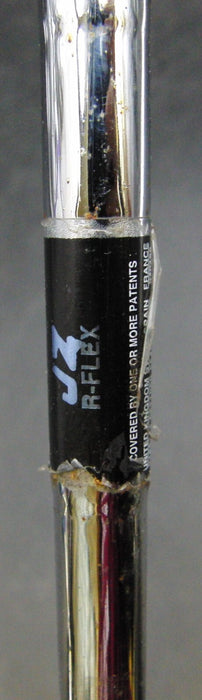 JZ
R-FLEX
COVERED BY ONE OR MORE PATENTS
UNITED KINGDOM FRANCE